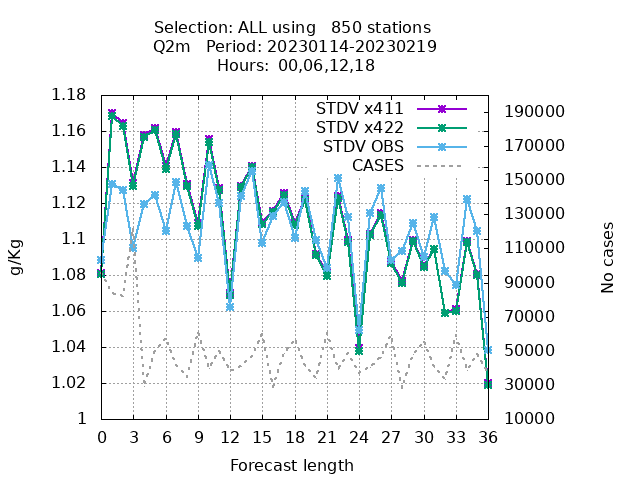 Selection: ALL using   850 stations
Q2m   Period: 20230114-20230219
Hours:  00,06,12,18
1.18
1.16
1.14
1.12
1.1
1.08
1.06
1.04
1.02
1
g/Kg
STDV x411
STDV x422
STDV OBS
CASES
190000
170000
150000
130000
110000
90000
70000
50000
30000
10000
No cases
0 3 6 9 12 15 18 21 24 27 30 33 36
Forecast length